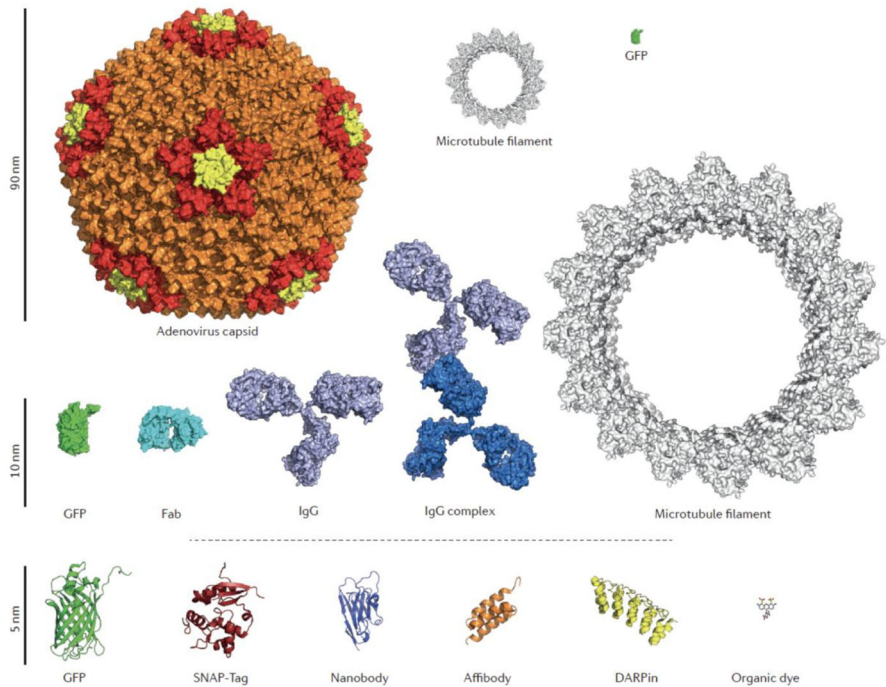 90 nm
Adenovirus capsid
Microtubule filament
GFP
10 nm
GFP
Fab
IgG
IgG complex
Microtubule filament
5 nm
GFP
SNAP-Tag
Nanobody
Affibody
DARPin
Organic dye